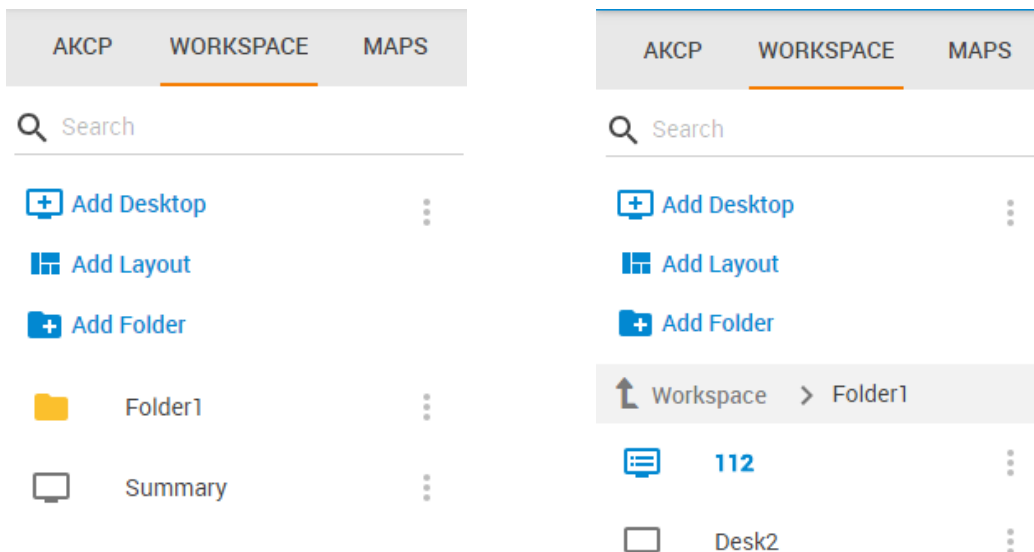 AKCP WORKSPACE MAPS
Search
Add Desktop
Add Layout
Add Folder
Folder1
Summary
AKCP WORKSPACE MAPS
Search
Add Desktop
Add Layout
Add Folder
Workspace > Folder1
112
Desk2